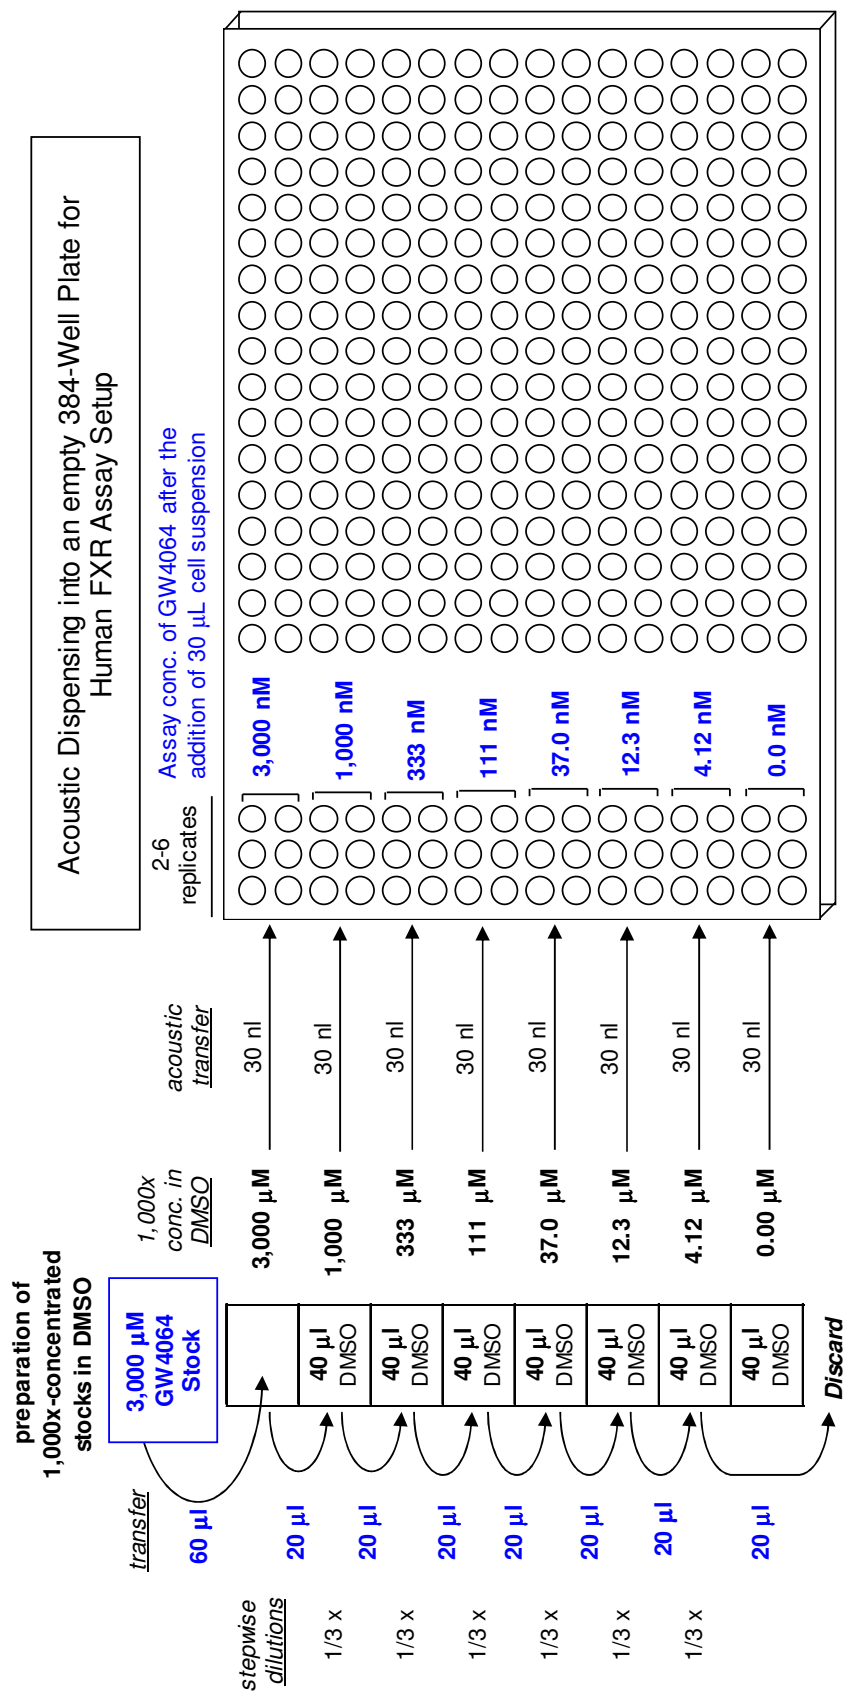 Acoustic Dispensing into an empty 384-Well Plate for
Human FXR Assay Setup
preparation of
1,000x-concentrated
stocks in DMSO
transfer
60 µl
3,000 µM
GW4064
Stock
1,000x
conc. in
DMSO
acoustic
transfer
2-6
replicates
Assay conc. of GW4064 after the
addition of 30 µL cell suspension
stepwise
dilutions
20 µl
3,000 µM
30 nl
3,000 nM
1/3 x
20 µl
40 µl
DMSO
1,000 µM
30 nl
1,000 nM
1/3 x
20 µl
40 µl
DMSO
333 µM
30 nl
333 nM
1/3 x
20 µl
40 µl
DMSO
111 µM
30 nl
111 nM
1/3 x
20 µl
40 µl
DMSO
37.0 µM
30 nl
37.0 nM
1/3 x
20 µl
40 µl
DMSO
12.3 µM
30 nl
12.3 nM
1/3 x
20 µl
40 µl
DMSO
4.12 µM
30 nl
4.12 nM
40 µl
DMSO
0.00 µM
30 nl
0.0 nM
Discard